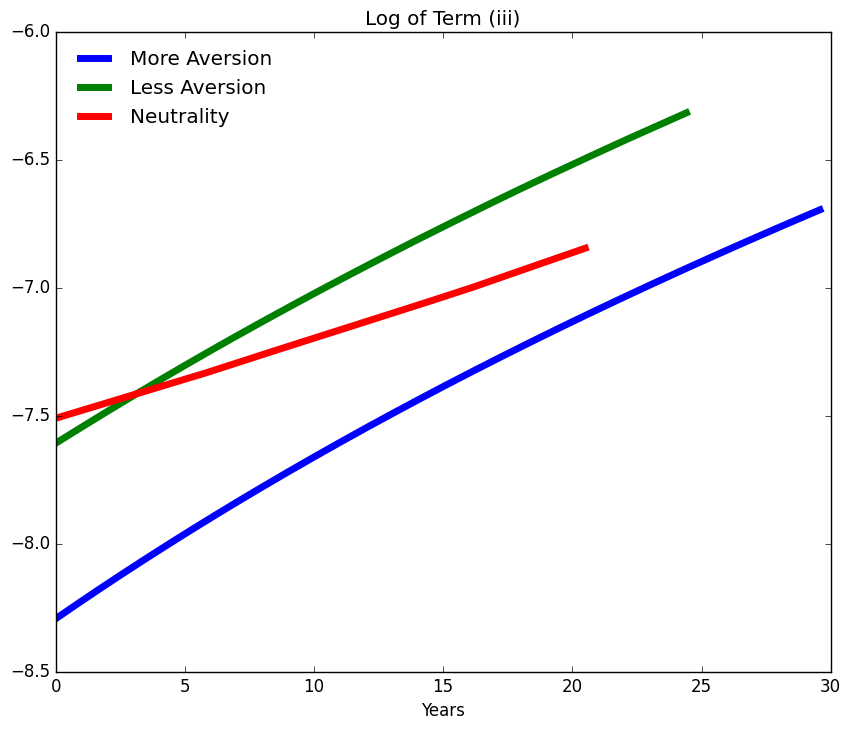 Log of Term (iii)
More Aversion
Less Aversion
Neutrality
−6.0
−6.5
−7.0
−7.5
−8.0
−8.5
0 5 10 15 20 25 30
Years